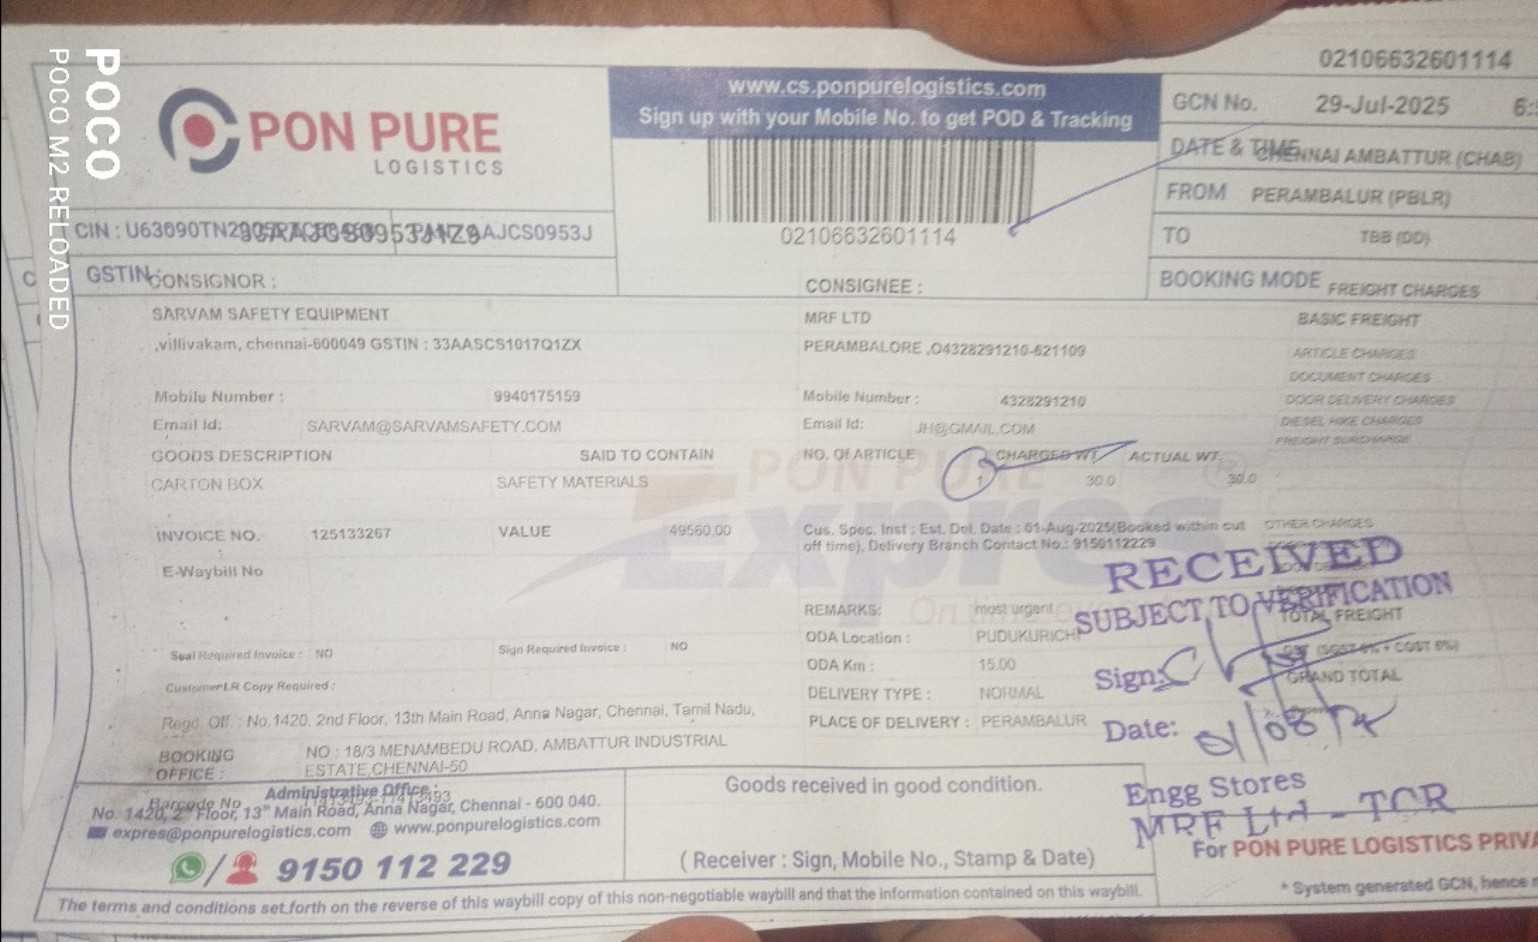 POCO
POCO M2 RELOADED
02106632601114
PON PURE
LOGISTICS
www.cs.ponpurelogistics.com
Sign up with your Mobile No. to get POD & Tracking
02106632601114
GCN No. 29-Jul-2025
DATE & TIME CHENNAI AMBATTUR (CHAB)
FROM PERAMBALUR (PBLR)
TO TBB (DD)
BOOKING MODE FREIGHT CHARGES
CIN : AAJCS0953J
GSTIN
CONSIGNOR :
SARVAM SAFETY EQUIPMENT
,villivakam, chennai-600049 GSTIN : 33AASCS1017Q1ZX
Mobile Number : 9940175159
Email Id: SARVAM@SARVAMSAFETY.COM
CONSIGNEE :
MRF LTD
PERAMBALORE ,O4328291210-621109
Mobile Number : 4328291210
Email Id: JH@GMAIL.COM
BASIC FREIGHT
ARTICLE CHARGES
DOCUMENT CHARGES
DOOR DELIVERY CHARGES
DIESEL HIKE CHARGES
FREIGHT SURCHARGE
GOODS DESCRIPTION SAID TO CONTAIN NO. Of ARTICLE CHARGED WT ACTUAL WT.
CARTON BOX SAFETY MATERIALS 1 30.0 30.0
PON PURE
Expres
INVOICE NO. 125133267 VALUE 49560.00
E-Waybill No
Cus. Spec. Inst : Est. Del. Date : 01-Aug-2025(Booked within cut
off time), Delivery Branch Contact No.: 9150112229
OTHER CHARGES
RECEIVED
SUBJECT TO VERIFICATION
TOTAL FREIGHT
GRAND TOTAL
REMARKS: most urgent
ODA Location : PUDUKURICHI
ODA Km : 15.00
DELIVERY TYPE : NORMAL
PLACE OF DELIVERY : PERAMBALUR
Seal Required Invoice : NO Sign Required Invoice : NO
Customer LR Copy Required :
Regd. Off. : No.1420, 2nd Floor, 13th Main Road, Anna Nagar, Chennai, Tamil Nadu,
BOOKING OFFICE : NO : 18/3 MENAMBEDU ROAD, AMBATTUR INDUSTRIAL
ESTATE,CHENNAI-50
Sign:
Date: 01/08/
Engg Stores
MRF Ltd - TCR
Administrative Office :
Barcode No
No. 1420, 2nd Floor, 13th Main Road, Anna Nagar, Chennai - 600 040.
expres@ponpurelogistics.com www.ponpurelogistics.com
9150 112 229
Goods received in good condition.
(Receiver : Sign, Mobile No., Stamp & Date)
For PON PURE LOGISTICS
* System generated GCN, hence
The terms and conditions set forth on the reverse of this waybill copy of this non-negotiable waybill and that the information contained on this waybill.